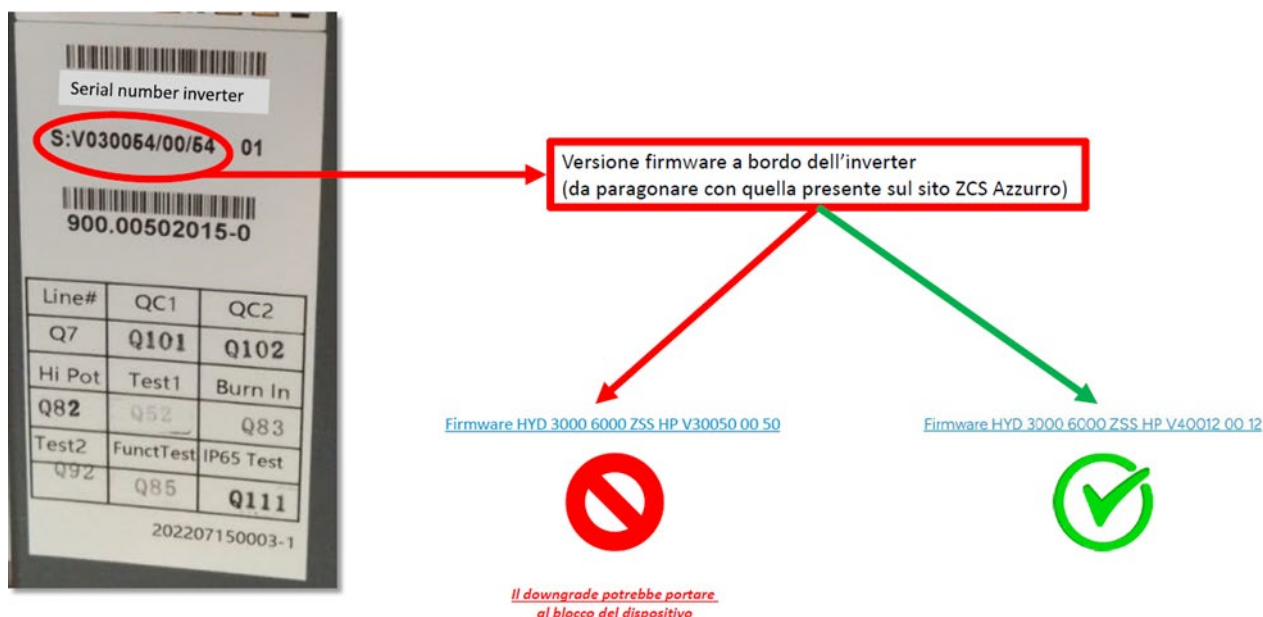 Serial number inverter
S:V030054/00/54 01
900.00502015-0
Line# QC1 QC2
Q7 Q101 Q102
Hi Pot Test1 Burn In
Q82 Q52 Q83
Test2 FunctTest IP65 Test
Q92 Q85 Q111
202207150003-1
Versione firmware a bordo dell'inverter
(da paragonare con quella presente sul sito ZCS Azzurro)
Firmware HYD 3000 6000 ZSS HP V30050 00 50
Firmware HYD 3000 6000 ZSS HP V40012 00 12
Il downgrade potrebbe portare
al blocco del dispositivo